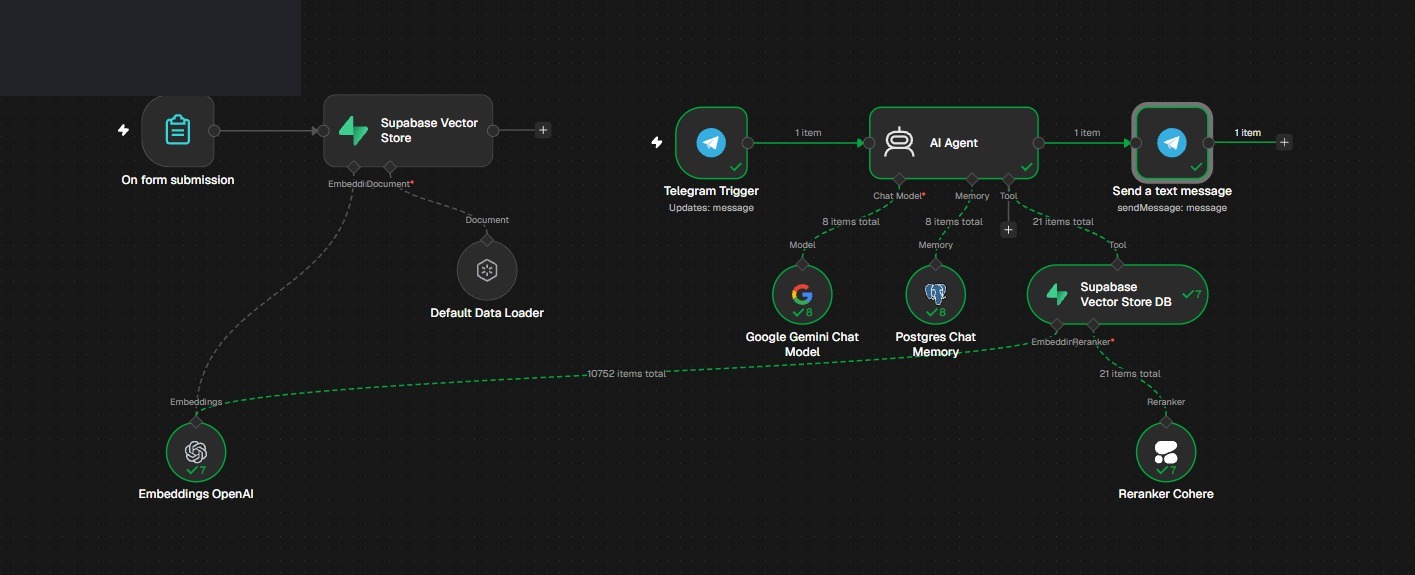 On form submission
Supabase Vector
Store
Embeddi
Document*
Document
Default Data Loader
Embeddings
7
Embeddings OpenAI
10752 items total
Telegram Trigger
Updates: message
1 item
AI Agent
Chat Model*
Memory
Tool
1 item
Send a text message
sendMessage: message
1 item
8 items total
8 items total
21 items total
Model
Memory
Tool
8
Google Gemini Chat
Model
8
Postgres Chat
Memory
Supabase
Vector Store DB
7
Embeddin
Reranker*
21 items total
Reranker
7
Reranker Cohere